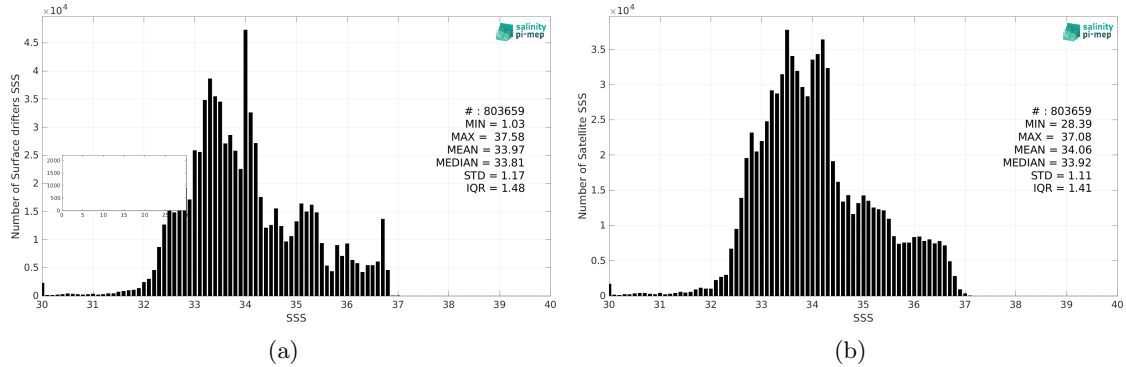 ×10⁴
4.5
4
3.5
3
2.5
2
1.5
1
0.5
0
Number of Surface drifters SSS
salinity
pi-mep
# : 803659
MIN = 1.03
MAX = 37.58
MEAN = 33.97
MEDIAN = 33.81
STD = 1.17
IQR = 1.48
2000
1500
1000
500
0
0 5 10 15 20 25
30 31 32 33 34 35 36 37 38 39 40
SSS
(a)
×10⁴
3.5
3
2.5
2
1.5
1
0.5
0
Number of Satellite SSS
salinity
pi-mep
# : 803659
MIN = 28.39
MAX = 37.08
MEAN = 34.06
MEDIAN = 33.92
STD = 1.11
IQR = 1.41
30 31 32 33 34 35 36 37 38 39 40
SSS
(b)